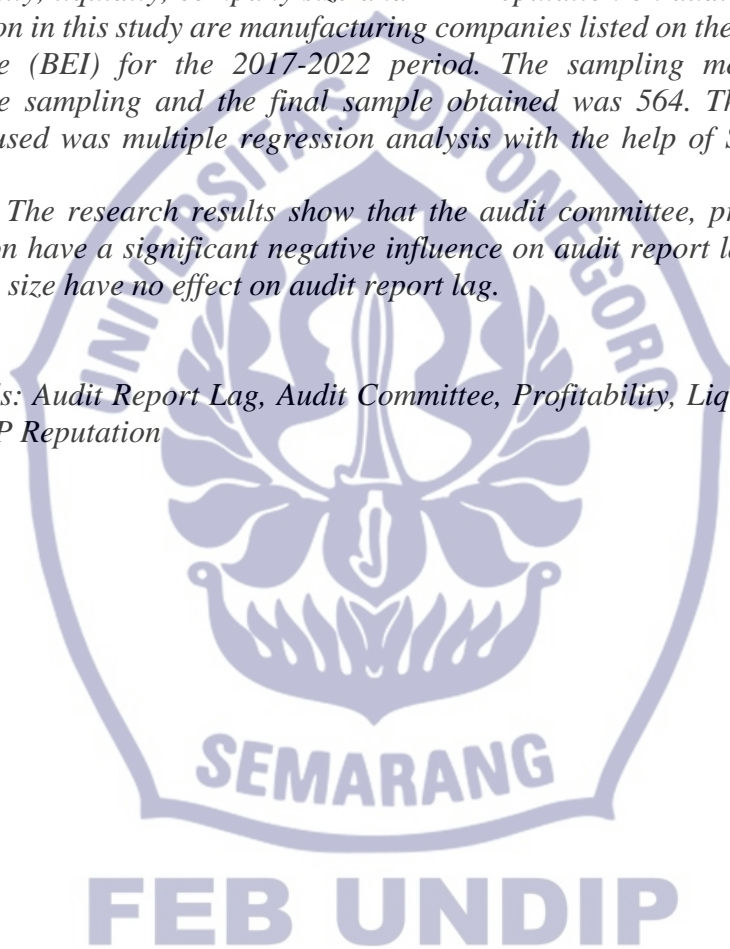 liquidity, company size and reputation on audit
on in this study are manufacturing companies listed on the
e (BEI) for the 2017-2022 period. The sampling me
e sampling and the final sample obtained was 564. Th
used was multiple regression analysis with the help of S
The research results show that the audit committee, pr
on have a significant negative influence on audit report la
size have no effect on audit report lag.
s: Audit Report Lag, Audit Committee, Profitability, Liq
P Reputation
UNIVERSITAS DIPONEGORO
SEMARANG
FEB UNDIP